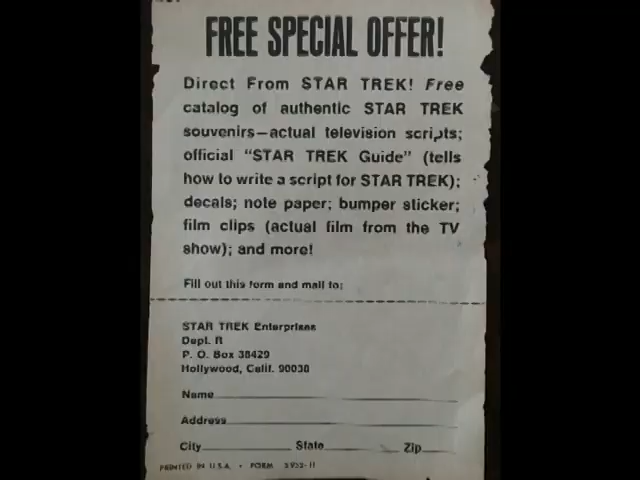 FREE SPECIAL OFFER!
Direct From STAR TREK! Free
catalog of authentic STAR TREK
souvenirs—actual television scripts;
official "STAR TREK Guide" (tells
how to write a script for STAR TREK);
decals; note paper; bumper sticker;
film clips (actual film from the TV
show); and more!
Fill out this form and mail to:
STAR TREK Enterprises
Dept. R
P. O. Box 38429
Hollywood, Calif. 90038
Name
Address
City State Zip
PRINTED IN U.S.A. • FORM